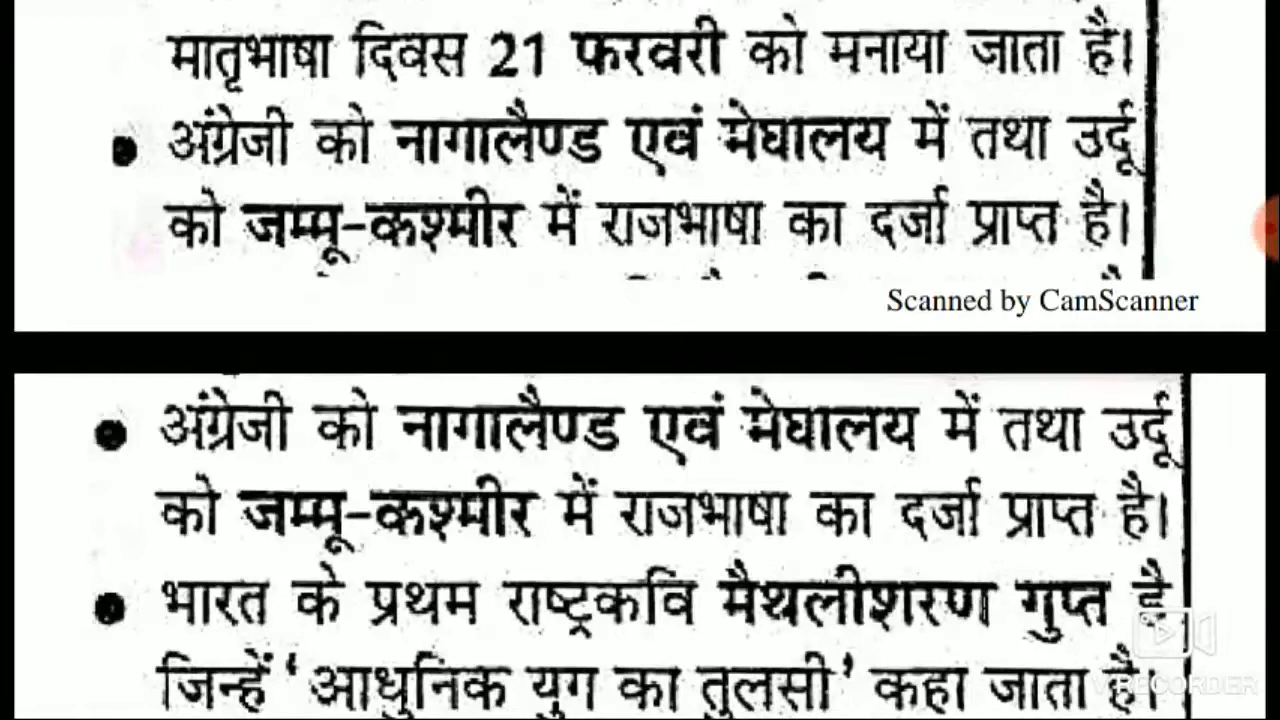 मातृभाषा दिवस 21 फरवरी को मनाया जाता है।
• अंग्रेजी को नागालैण्ड एवं मेघालय में तथा उर्दू
को जम्मू-कश्मीर में राजभाषा का दर्जा प्राप्त है।
Scanned by CamScanner
• अंग्रेजी को नागालैण्ड एवं मेघालय में तथा उर्दू
को जम्मू-कश्मीर में राजभाषा का दर्जा प्राप्त है।
• भारत के प्रथम राष्ट्रकवि मैथलीशरण गुप्त है
जिन्हें ‘आधुनिक युग का तुलसी’ कहा जाता है।
VIRECORDER